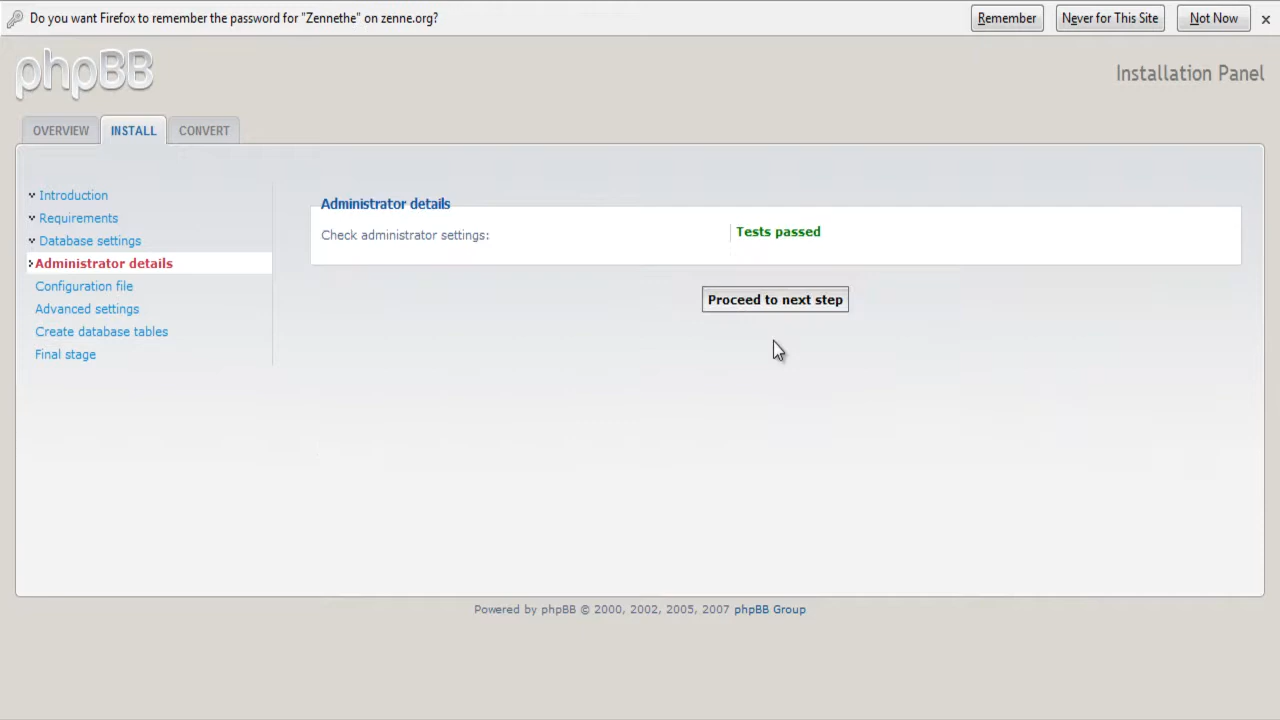 Do you want Firefox to remember the password for "Zennethe" on zenne.org?
Remember
Never for This Site
Not Now
phpBB
Installation Panel
OVERVIEW
INSTALL
CONVERT
Introduction
Requirements
Database settings
Administrator details
Configuration file
Advanced settings
Create database tables
Final stage
Administrator details
Check administrator settings:
Tests passed
Proceed to next step
Powered by phpBB © 2000, 2002, 2005, 2007 phpBB Group